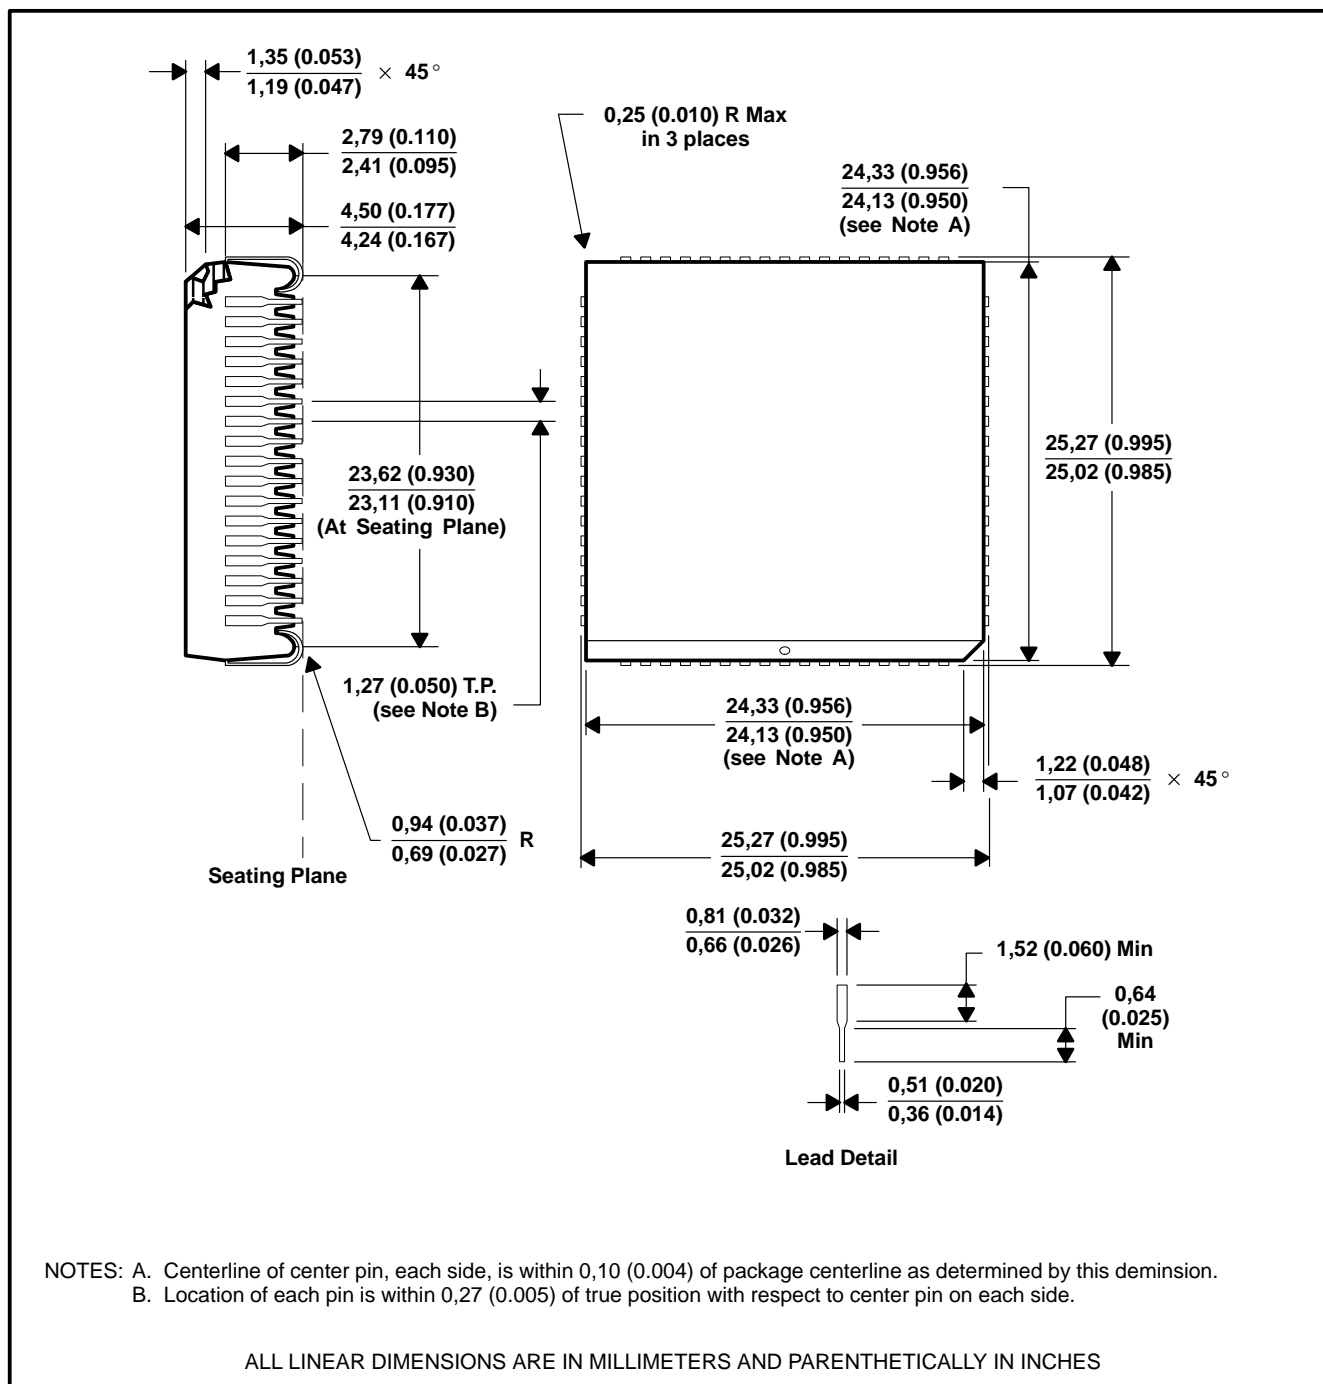 1,35 (0.053)
1,19 (0.047)
× 45°
2,79 (0.110)
2,41 (0.095)
4,50 (0.177)
4,24 (0.167)
0,25 (0.010) R Max
in 3 places
24,33 (0.956)
24,13 (0.950)
(see Note A)
23,62 (0.930)
23,11 (0.910)
(At Seating Plane)
25,27 (0.995)
25,02 (0.985)
1,27 (0.050) T.P.
(see Note B)
24,33 (0.956)
24,13 (0.950)
(see Note A)
1,22 (0.048)
1,07 (0.042)
× 45°
0,94 (0.037)
0,69 (0.027)
R
25,27 (0.995)
25,02 (0.985)
Seating Plane
0,81 (0.032)
0,66 (0.026)
1,52 (0.060) Min
0,64
(0.025)
Min
0,51 (0.020)
0,36 (0.014)
Lead Detail
NOTES: A. Centerline of center pin, each side, is within 0,10 (0.004) of package centerline as determined by this deminsion.
B. Location of each pin is within 0,27 (0.005) of true position with respect to center pin on each side.
ALL LINEAR DIMENSIONS ARE IN MILLIMETERS AND PARENTHETICALLY IN INCHES